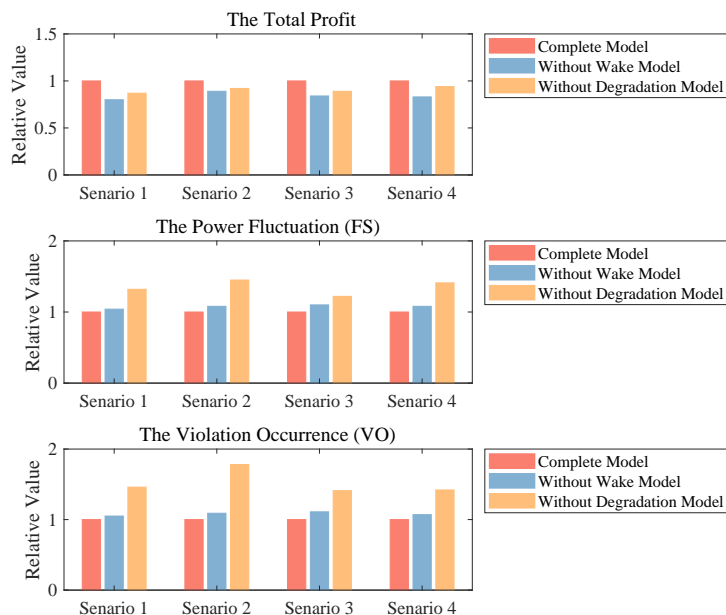 The Total Profit
1.5
1
0.5
0
Relative Value
Senario 1 Senario 2 Senario 3 Senario 4
Complete Model
Without Wake Model
Without Degradation Model
The Power Fluctuation (FS)
2
1
0
Relative Value
Senario 1 Senario 2 Senario 3 Senario 4
Complete Model
Without Wake Model
Without Degradation Model
The Violation Occurrence (VO)
2
1
0
Relative Value
Senario 1 Senario 2 Senario 3 Senario 4
Complete Model
Without Wake Model
Without Degradation Model